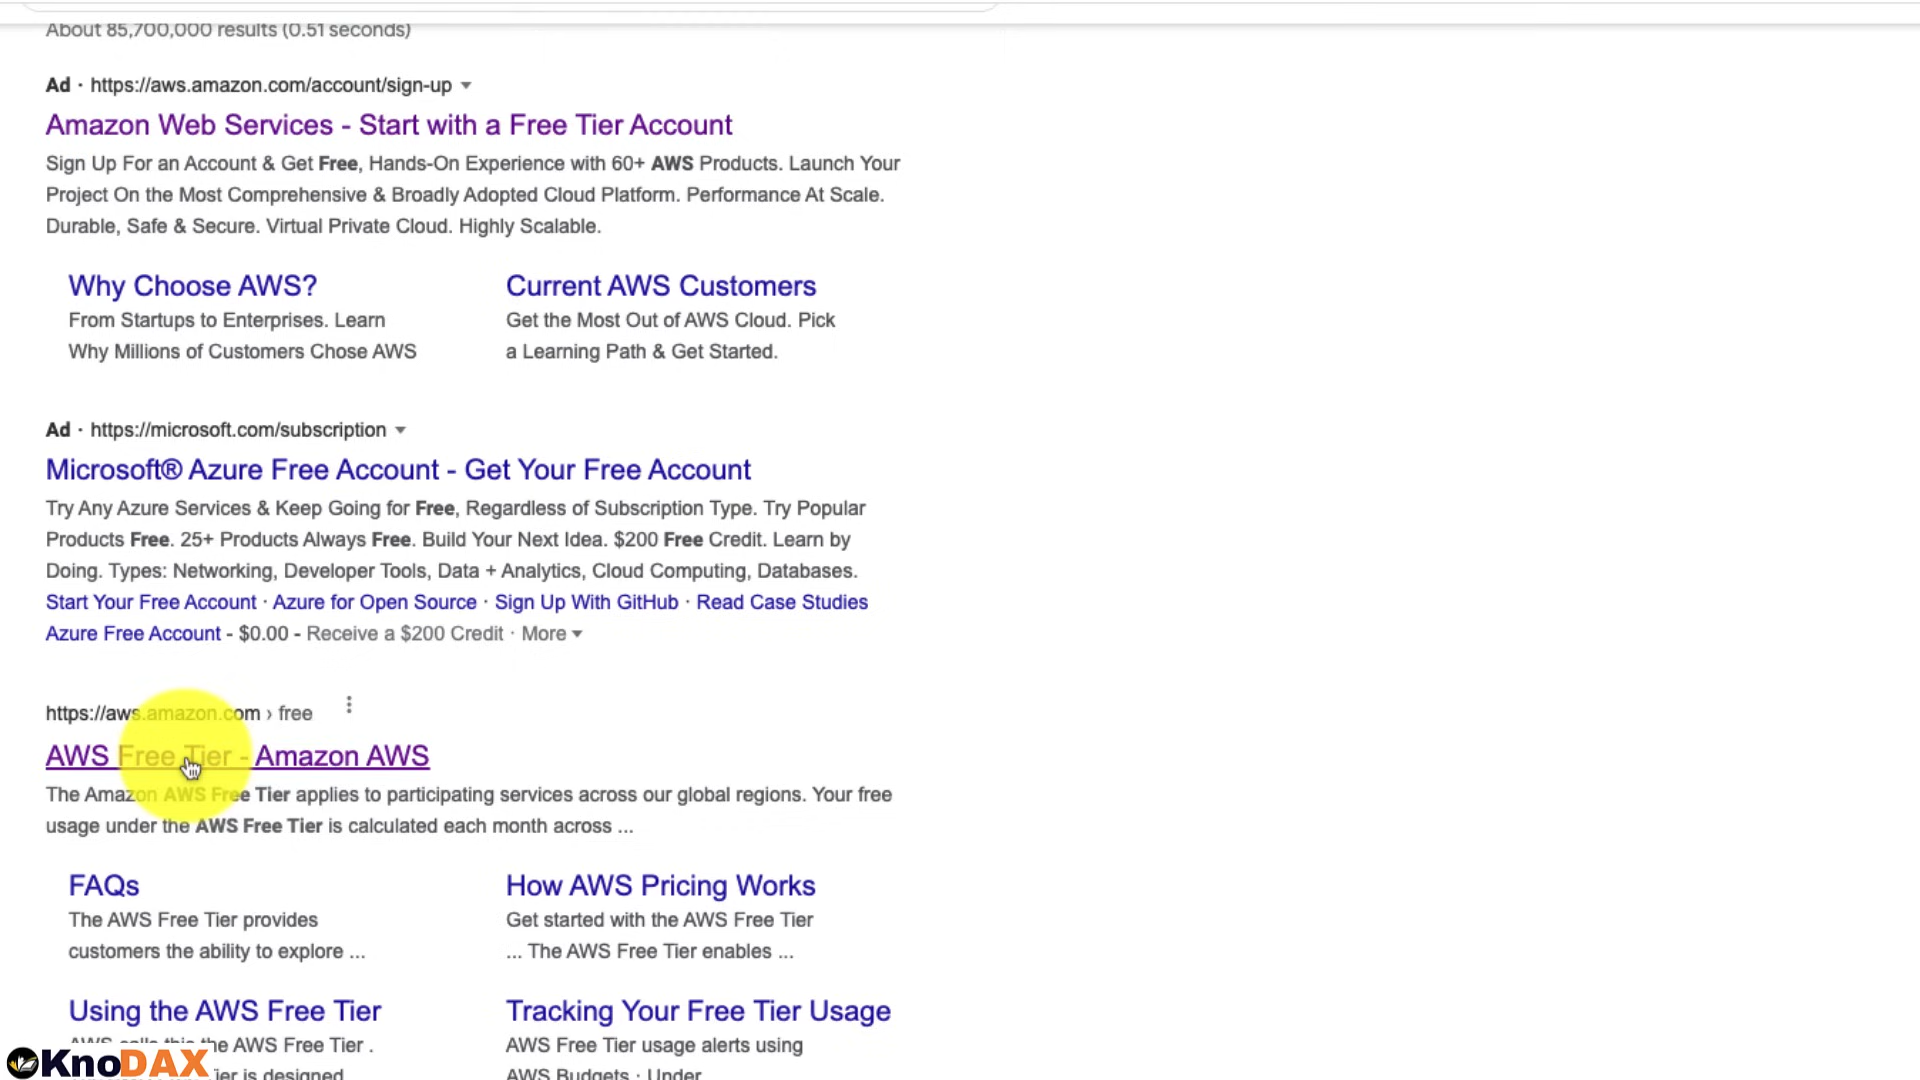 About 85,700,000 results (0.51 seconds)
Ad · https://aws.amazon.com/account/sign-up
Amazon Web Services - Start with a Free Tier Account
Sign Up For an Account & Get Free, Hands-On Experience with 60+ AWS Products. Launch Your
Project On the Most Comprehensive & Broadly Adopted Cloud Platform. Performance At Scale.
Durable, Safe & Secure. Virtual Private Cloud. Highly Scalable.
Why Choose AWS?
From Startups to Enterprises. Learn
Why Millions of Customers Chose AWS
Current AWS Customers
Get the Most Out of AWS Cloud. Pick
a Learning Path & Get Started.
Ad · https://microsoft.com/subscription
Microsoft® Azure Free Account - Get Your Free Account
Try Any Azure Services & Keep Going for Free, Regardless of Subscription Type. Try Popular
Products Free. 25+ Products Always Free. Build Your Next Idea. $200 Free Credit. Learn by
Doing. Types: Networking, Developer Tools, Data + Analytics, Cloud Computing, Databases.
Start Your Free Account · Azure for Open Source · Sign Up With GitHub · Read Case Studies
Azure Free Account - $0.00 - Receive a $200 Credit · More
https://aws.amazon.com › free
AWS Free Tier - Amazon AWS
The Amazon AWS Free Tier applies to participating services across our global regions. Your free
usage under the AWS Free Tier is calculated each month across ...
FAQs
The AWS Free Tier provides
customers the ability to explore ...
How AWS Pricing Works
Get started with the AWS Free Tier
... The AWS Free Tier enables ...
Using the AWS Free Tier
the AWS Free Tier .
is designed
Tracking Your Free Tier Usage
AWS Free Tier usage alerts using
AWS Budgets · Under
KnoDAX